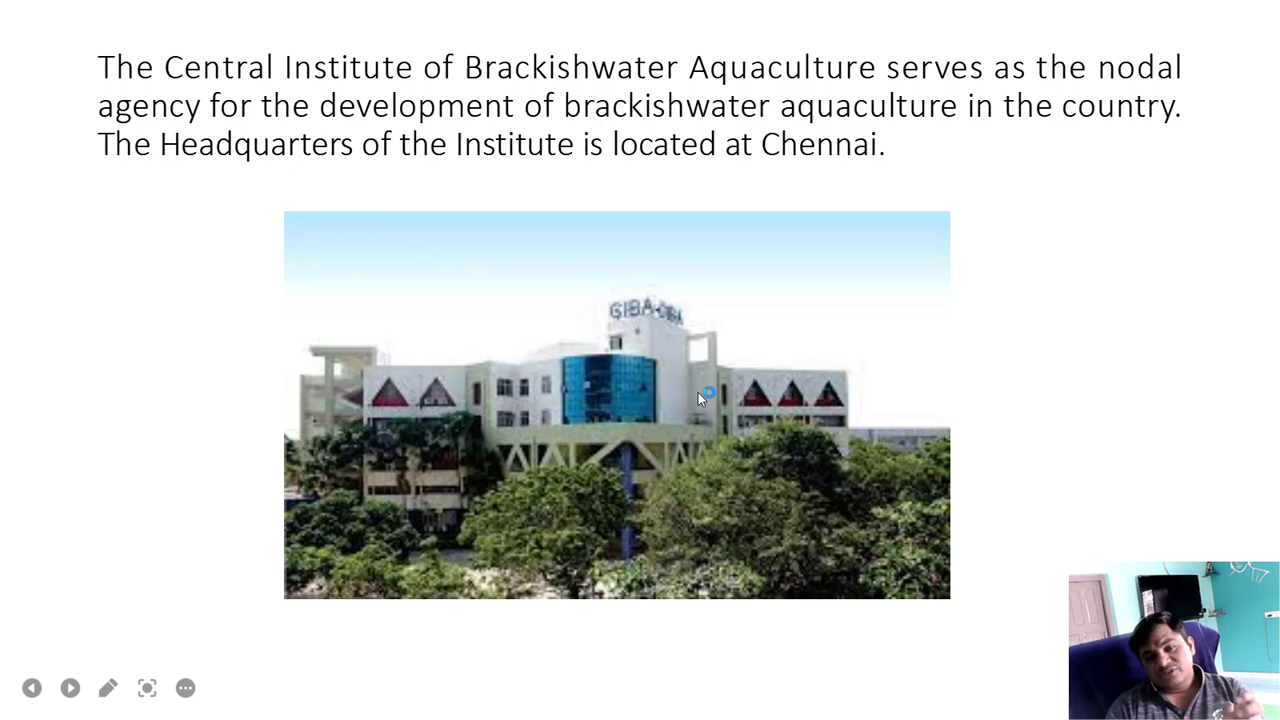 The Central Institute of Brackishwater Aquaculture serves as the nodal
agency for the development of brackishwater aquaculture in the country.
The Headquarters of the Institute is located at Chennai.
CIBA-CIBA